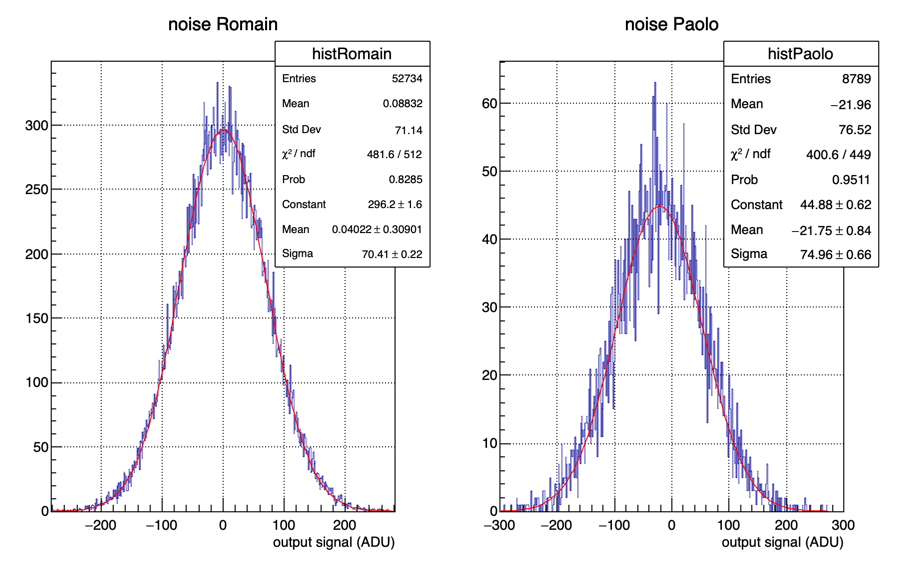 noise Romain
histRomain
Entries 52734
Mean 0.08832
Std Dev 71.14
χ² / ndf 481.6 / 512
Prob 0.8285
Constant 296.2 ± 1.6
Mean 0.04022 ± 0.30901
Sigma 70.41 ± 0.22
300
250
200
150
100
50
0
−200 −100 0 100 200
output signal (ADU)
noise Paolo
histPaolo
Entries 8789
Mean −21.96
Std Dev 76.52
χ² / ndf 400.6 / 449
Prob 0.9511
Constant 44.88 ± 0.62
Mean −21.75 ± 0.84
Sigma 74.96 ± 0.66
60
50
40
30
20
10
0
−300 −200 −100 0 100 200 300
output signal (ADU)